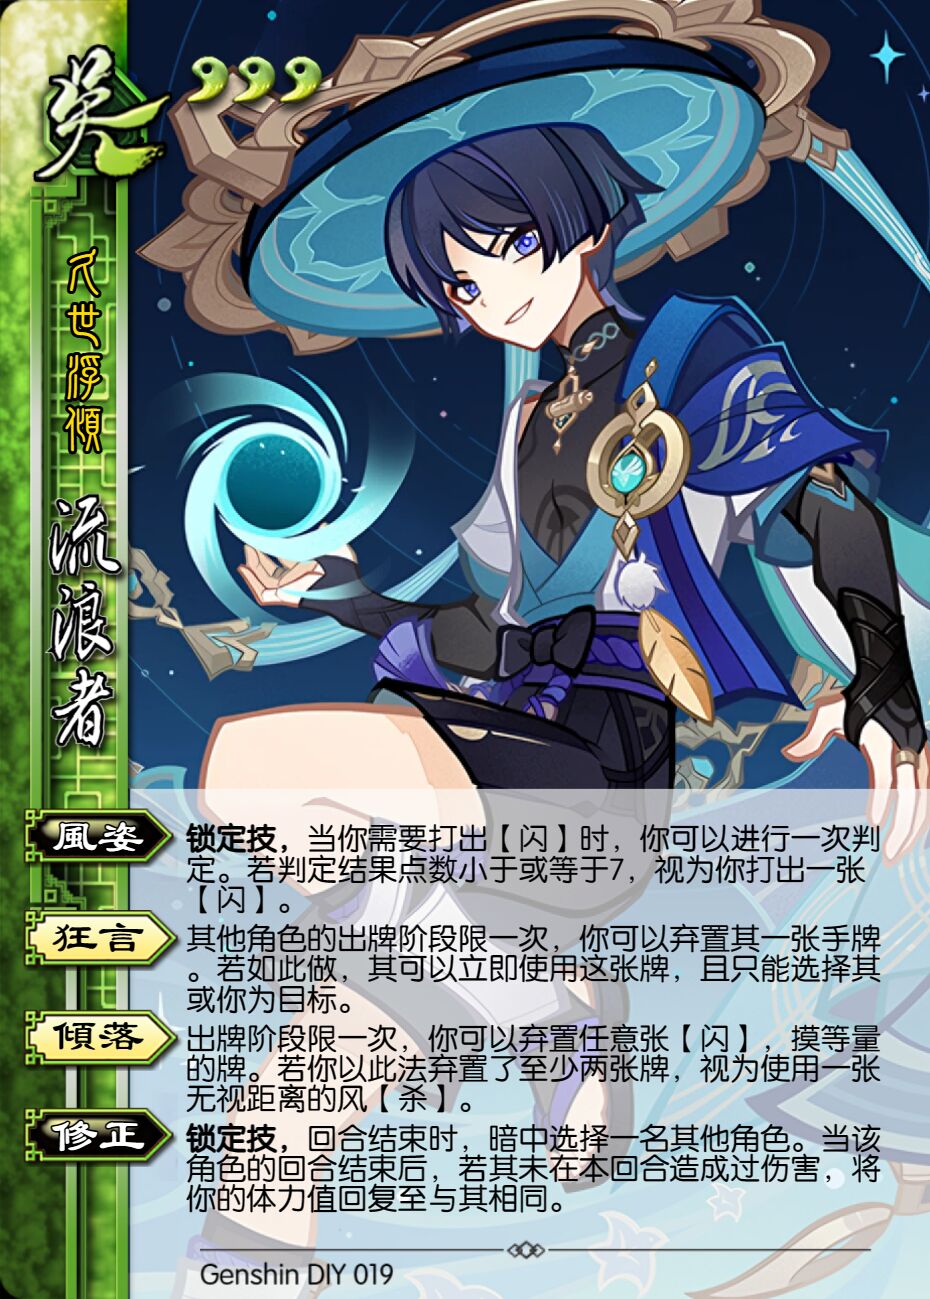 吴
久世浮傾
流浪者
風姿
锁定技，当你需要打出【闪】时，你可以进行一次判
定。若判定结果点数小于或等于7，视为你打出一张
【闪】。
狂言
其他角色的出牌阶段限一次，你可以弃置其一张手牌
。若如此做，其可以立即使用这张牌，且只能选择其
或你为目标。
傾落
出牌阶段限一次，你可以弃置任意张【闪】，摸等量
的牌。若你以此法弃置了至少两张牌，视为使用一张
无视距离的风【杀】。
修正
锁定技，回合结束时，暗中选择一名其他角色。当该
角色的回合结束后，若其未在本回合造成过伤害，将
你的体力值回复至与其相同。
Genshin DIY 019